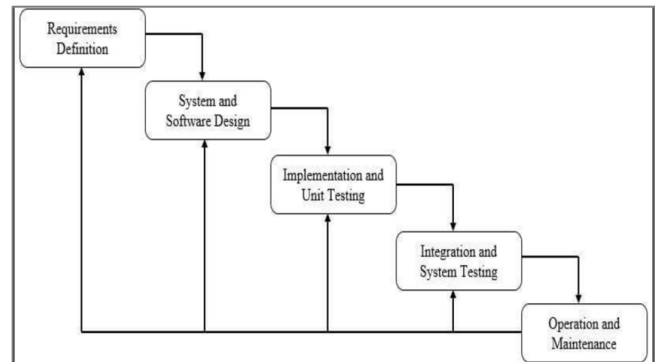 Requirements
Definition
System and
Software Design
Implementation and
Unit Testing
Integration and
System Testing
Operation and
Maintenance